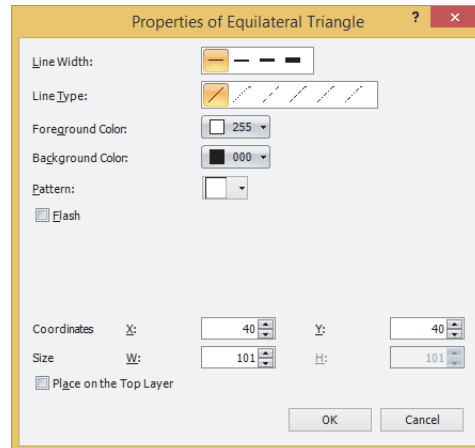 Properties of Equilateral Triangle ? ×
Line Width:
Line Type:
Foreground Color: 255
Background Color: 000
Pattern:
Flash
Coordinates X: 40 Y: 40
Size W: 101 H: 101
Place on the Top Layer
OK Cancel